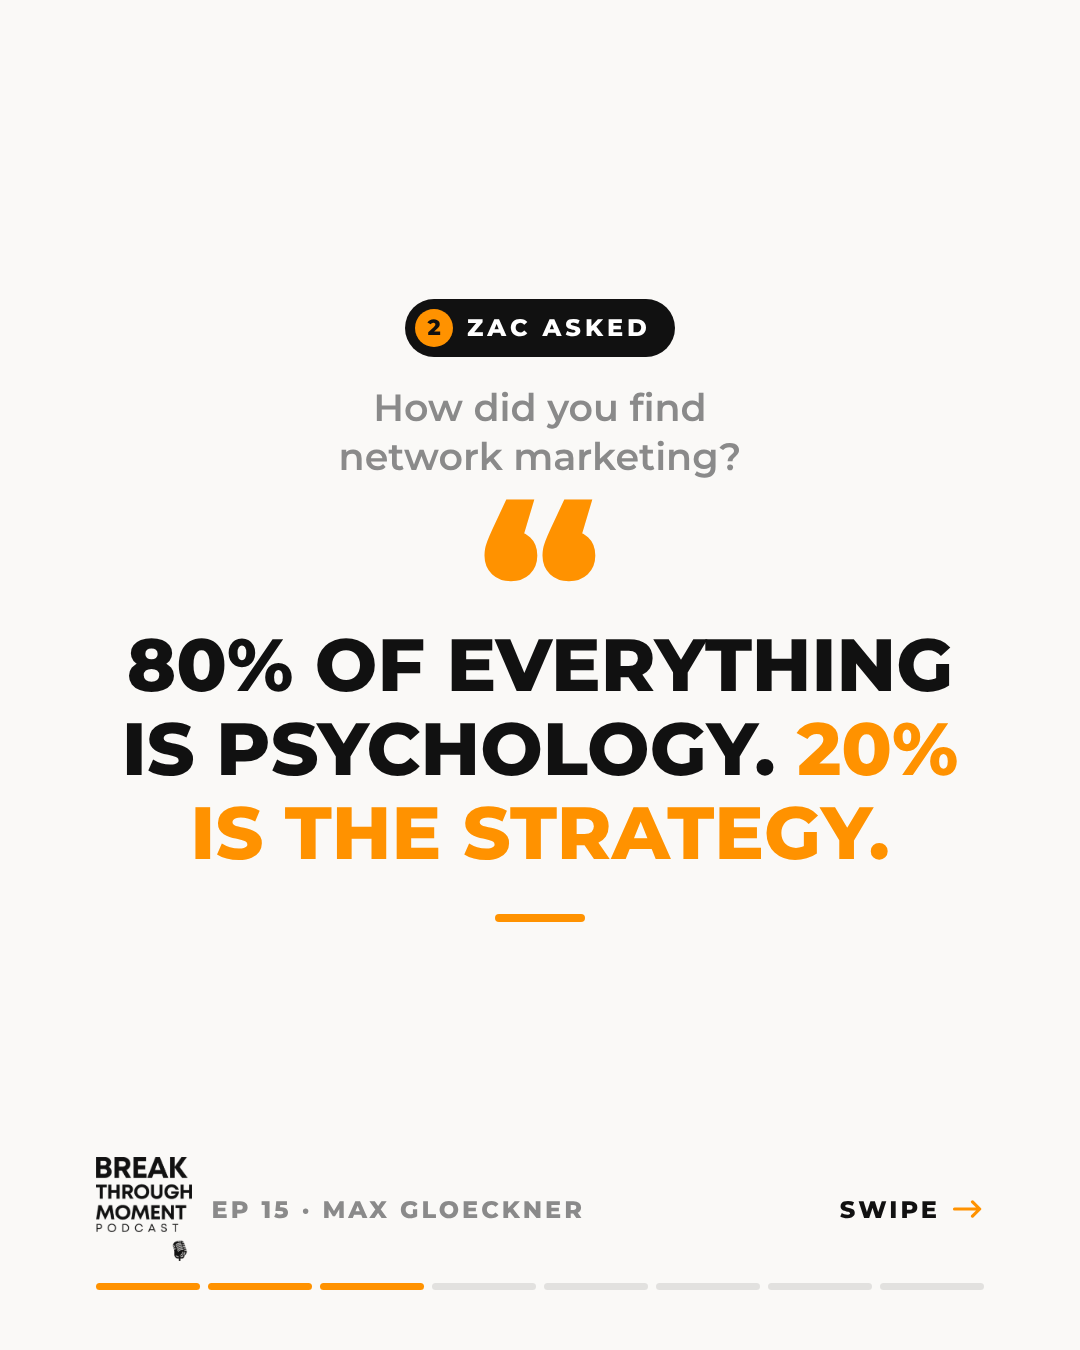 2 ZAC ASKED
How did you find
network marketing?
“
80% OF EVERYTHING
IS PSYCHOLOGY. 20%
IS THE STRATEGY.
BREAK
THROUGH
MOMENT
PODCAST
EP 15 · MAX GLOECKNER
SWIPE →